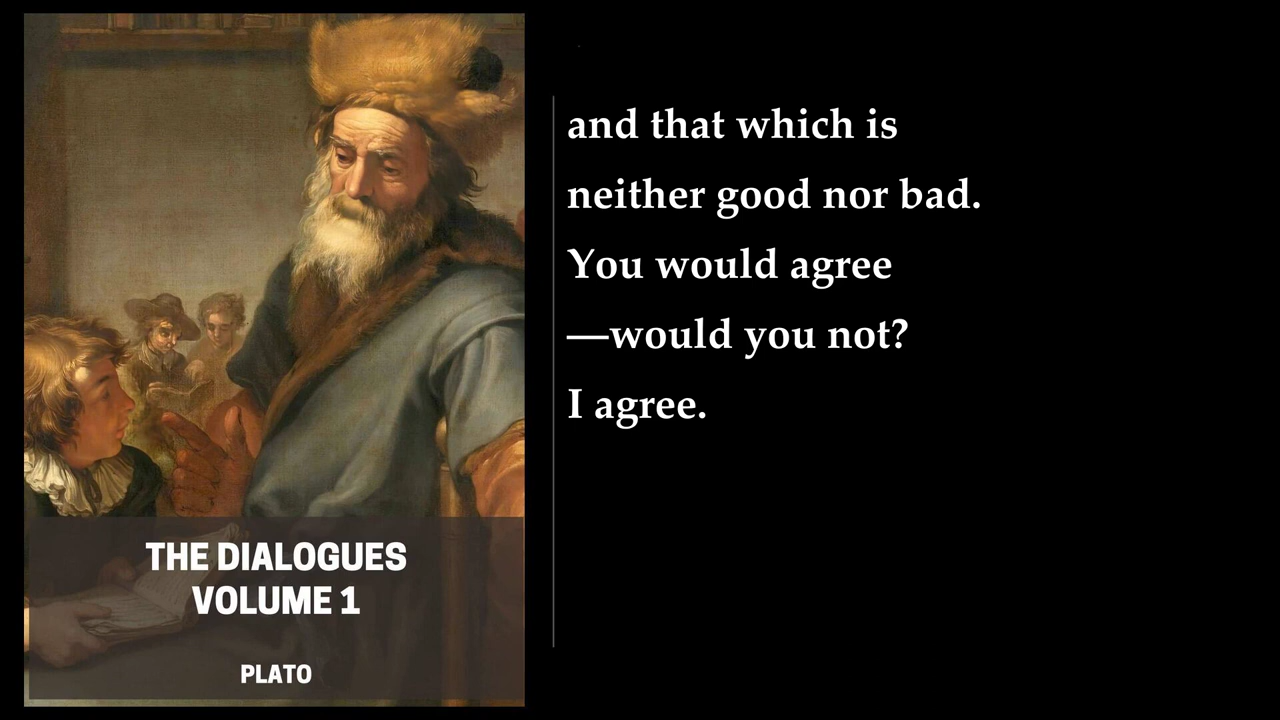 and that which is
neither good nor bad.
You would agree
—would you not?
I agree.
THE DIALOGUES
VOLUME 1
PLATO